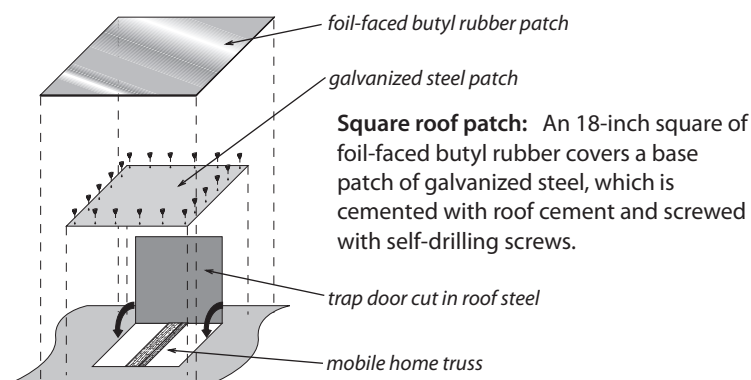 foil-faced butyl rubber patch
galvanized steel patch
Square roof patch: An 18-inch square of
foil-faced butyl rubber covers a base
patch of galvanized steel, which is
cemented with roof cement and screwed
with self-drilling screws.
trap door cut in roof steel
mobile home truss